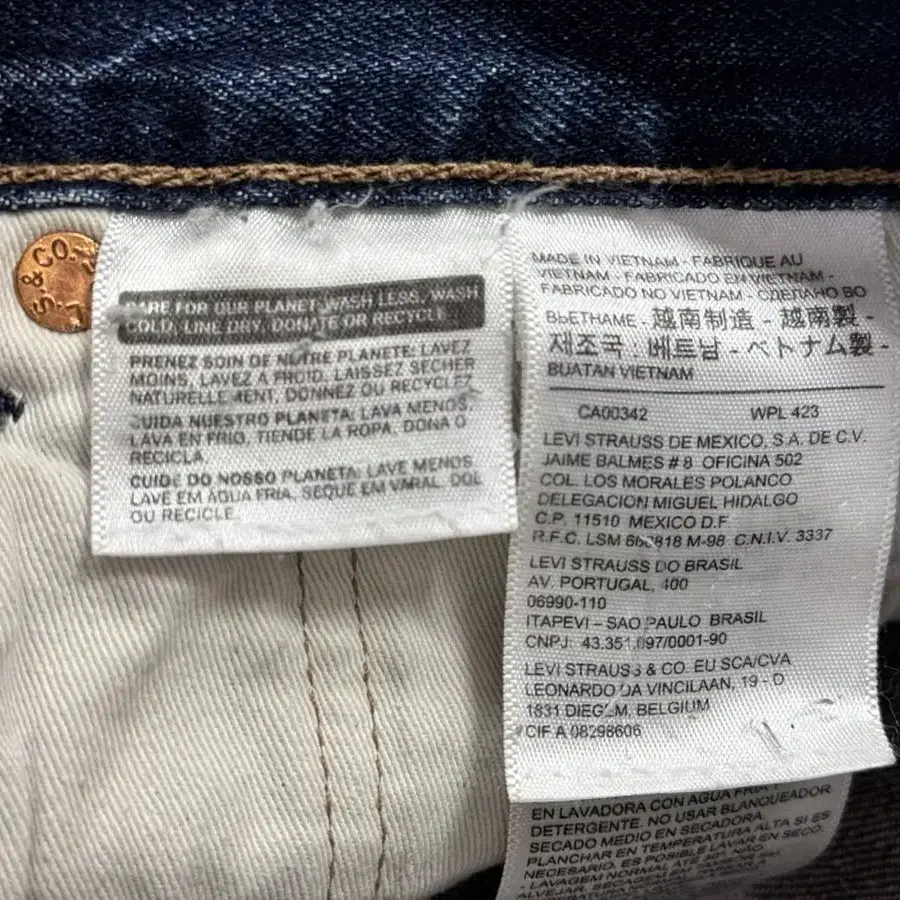 S. & CO.
CARE FOR OUR PLANET: WASH LESS, WASH
COLD, LINE DRY, DONATE OR RECYCLE.
PRENEZ SOIN DE NOTRE PLANETE: LAVEZ
MOINS, LAVEZ A FROID, LAISSEZ SECHER
NATURELLEMENT, DONNEZ OU RECYCLEZ
CUIDA NUESTRO PLANETA: LAVA MENOS,
LAVA EN FRIO, TIENDE LA ROPA, DONA O
RECICLA.
CUIDE DO NOSSO PLANETA: LAVE MENOS
LAVE EM ÁGUA FRIA, SEQUE EM VARAL, DOE
OU RECICLE.
MADE IN VIETNAM - FABRIQUE AU
VIETNAM - FABRICADO EN VIETNAM -
FABRICADO NO VIETNAM - СДЕЛАНО ВО
ВЬЕТНАМЕ - 越南制造 - 越南製 -
제조국 : 베트남 - ベトナム製 -
BUATAN VIETNAM
CA00342 WPL 423
LEVI STRAUSS DE MEXICO, S.A. DE C.V.
JAIME BALMES # 8 OFICINA 502
COL. LOS MORALES POLANCO
DELEGACION MIGUEL HIDALGO
C.P. 11510 MEXICO D.F.
R.F.C. LSM M-98 C.N.I.V. 3337
LEVI STRAUSS DO BRASIL
AV. PORTUGAL, 400
06990-110
ITAPEVI – SAO PAULO BRASIL
CNPJ: 43.351.097/0001-90
LEVI STRAUSS & CO. EU SCA/CVA
LEONARDO DA VINCILAAN, 19 - D
1831 DIEGEM, BELGIUM
CIF A 08298606
EN LAVADORA CON AGUA FRIA
DETERGENTE. NO USAR BLANQUEADOR
SECADO MEDIO EN SECADORA.
PLANCHAR EN TEMPERATURA ALTA SI ES
NECESARIO. ES POSIBLE LAVAR EN SECO.
- LAVAGEM NORMAL ATÉ 30º. NÃO
ALVEJAR.